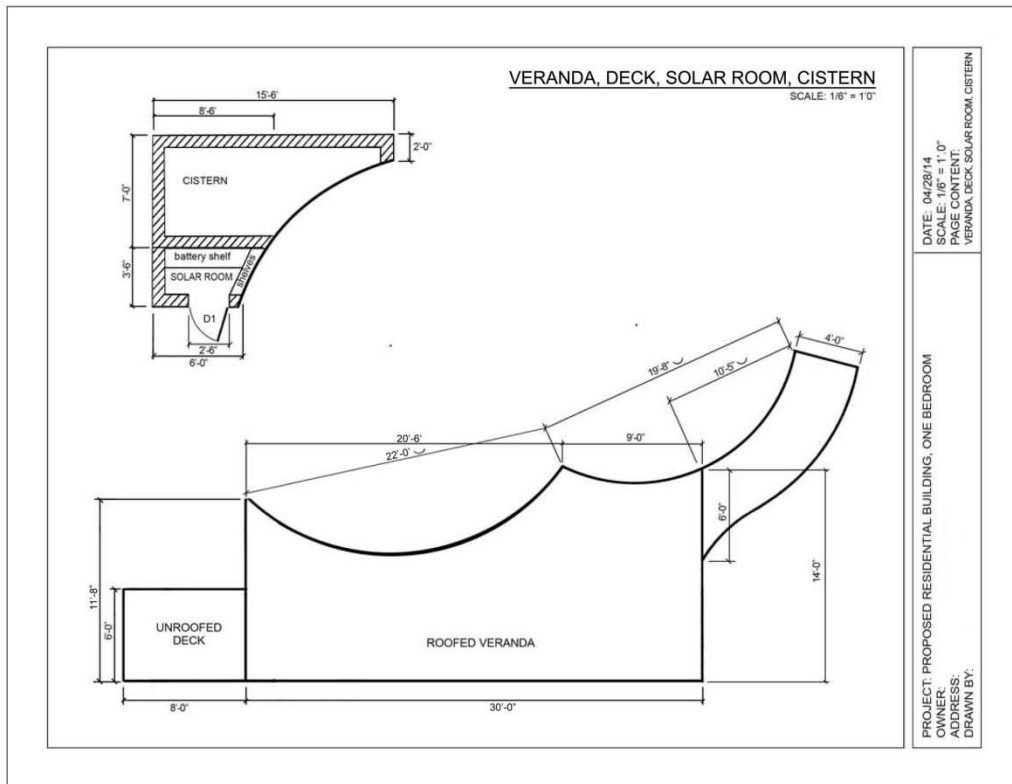 VERANDA, DECK, SOLAR ROOM, CISTERN
SCALE: 1/6" = 1'0"
15'-6"
8'-6"
2'-0"
CISTERN
7'-0"
battery shelf
SOLAR ROOM
shelves
3'-6"
D1
2'-6"
6'-0"
4'-0"
19'-8"
10'-5"
20'-6'
9'-0"
22'-0'
6'-0"
14'-0"
11'-8"
6'-0"
UNROOFED
DECK
ROOFED VERANDA
8'-0"
30'-0"
DATE: 04/28/14
SCALE: 1/6" = 1'.0"
PAGE CONTENT:
VERANDA, DECK, SOLAR ROOM, CISTERN
PROJECT: PROPOSED RESIDENTIAL BUILDING, ONE BEDROOM
OWNER:
ADDRESS:
DRAWN BY: